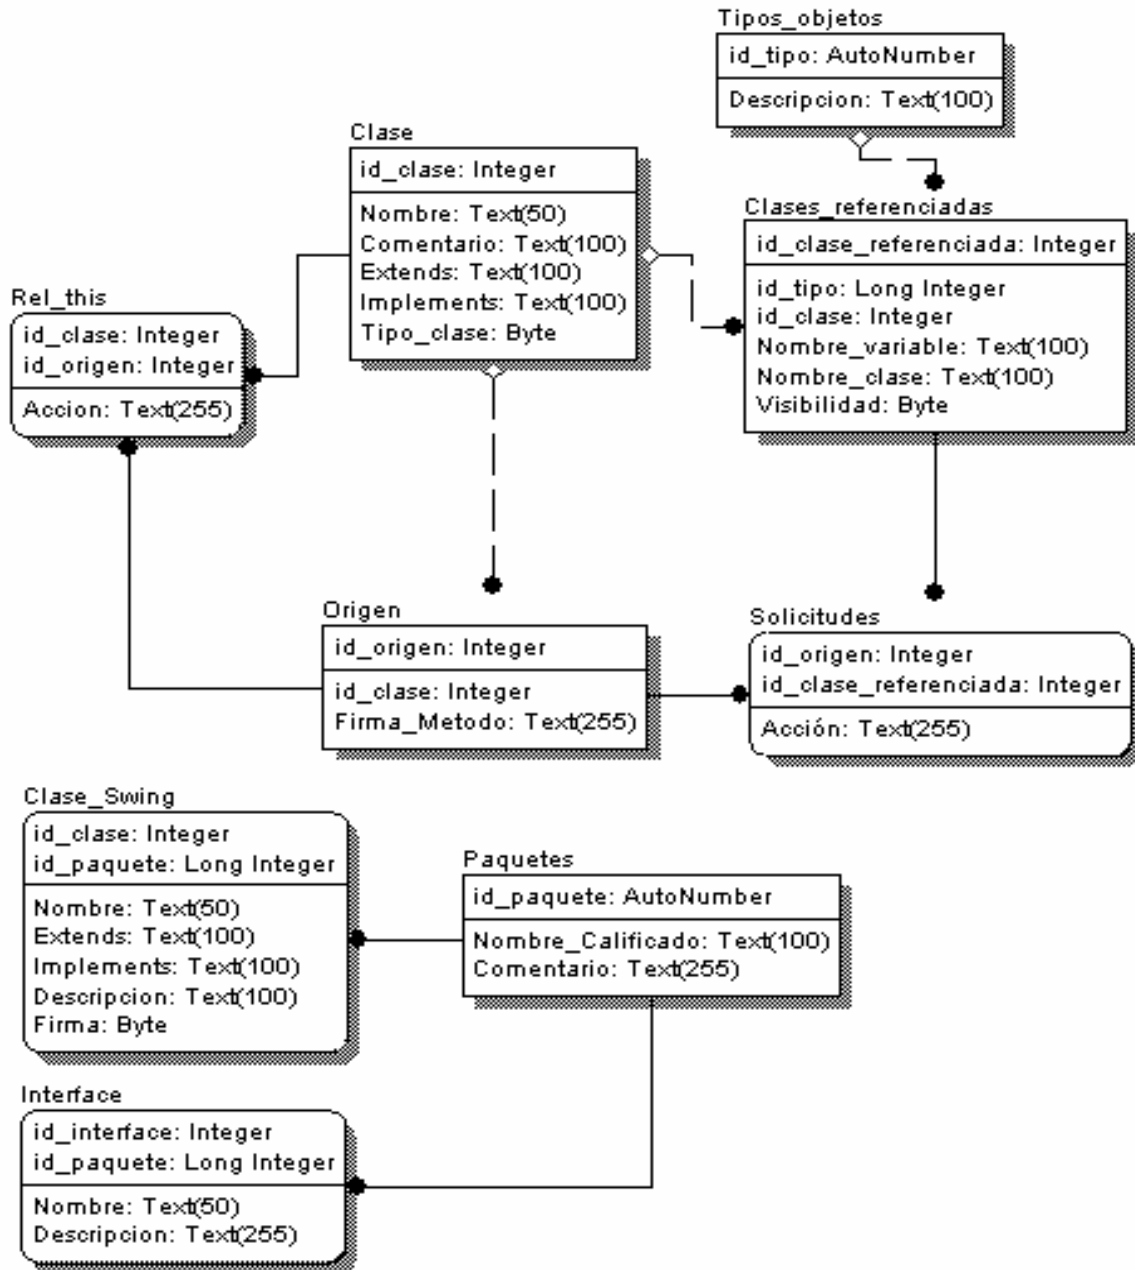 Tipos_objetos
id_tipo: AutoNumber
Descripcion: Text(100)
Clase
id_clase: Integer
Nombre: Text(50)
Comentario: Text(100)
Extends: Text(100)
Implements: Text(100)
Tipo_clase: Byte
Clases_referenciadas
id_clase_referenciada: Integer
id_tipo: Long Integer
id_clase: Integer
Nombre_variable: Text(100)
Nombre_clase: Text(100)
Visibilidad: Byte
Rel_this
id_clase: Integer
id_origen: Integer
Accion: Text(255)
Origen
id_origen: Integer
id_clase: Integer
Firma_Metodo: Text(255)
Solicitudes
id_origen: Integer
id_clase_referenciada: Integer
Acción: Text(255)
Clase_Swing
id_clase: Integer
id_paquete: Long Integer
Nombre: Text(50)
Extends: Text(100)
Implements: Text(100)
Descripcion: Text(100)
Firma: Byte
Paquetes
id_paquete: AutoNumber
Nombre_Calificado: Text(100)
Comentario: Text(255)
Interface
id_interface: Integer
id_paquete: Long Integer
Nombre: Text(50)
Descripcion: Text(255)